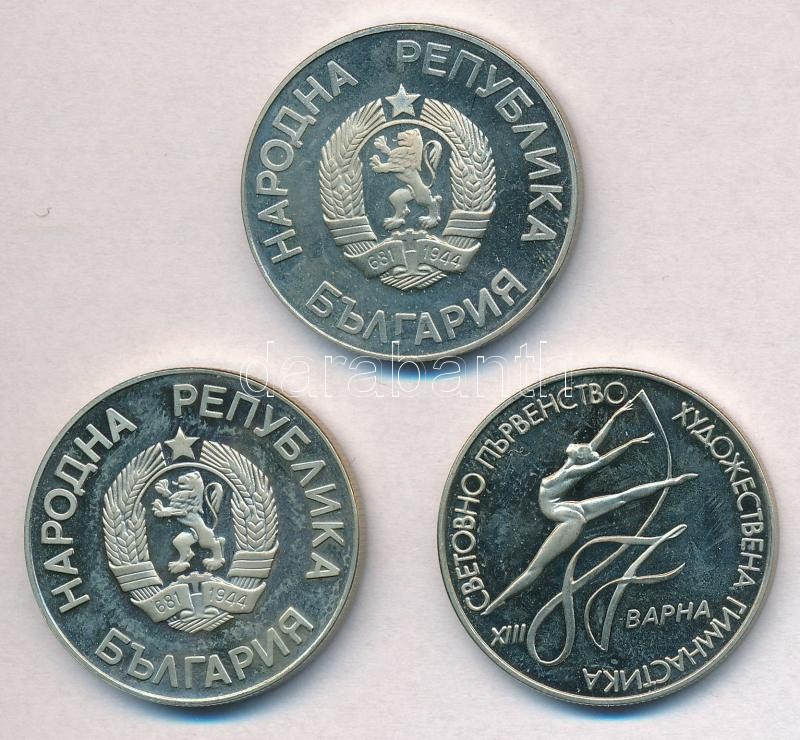 НАРОДНА РЕПУБЛИКА
БЪЛГАРИЯ
681 1944
darabanth
НАРОДНА РЕПУБЛИКА
БЪЛГАРИЯ
681 1944
XIII СВЕТОВНО ПЪРВЕНСТВО ХУДОЖЕСТВЕНА ГИМНАСТИКА
87
ВАРНА